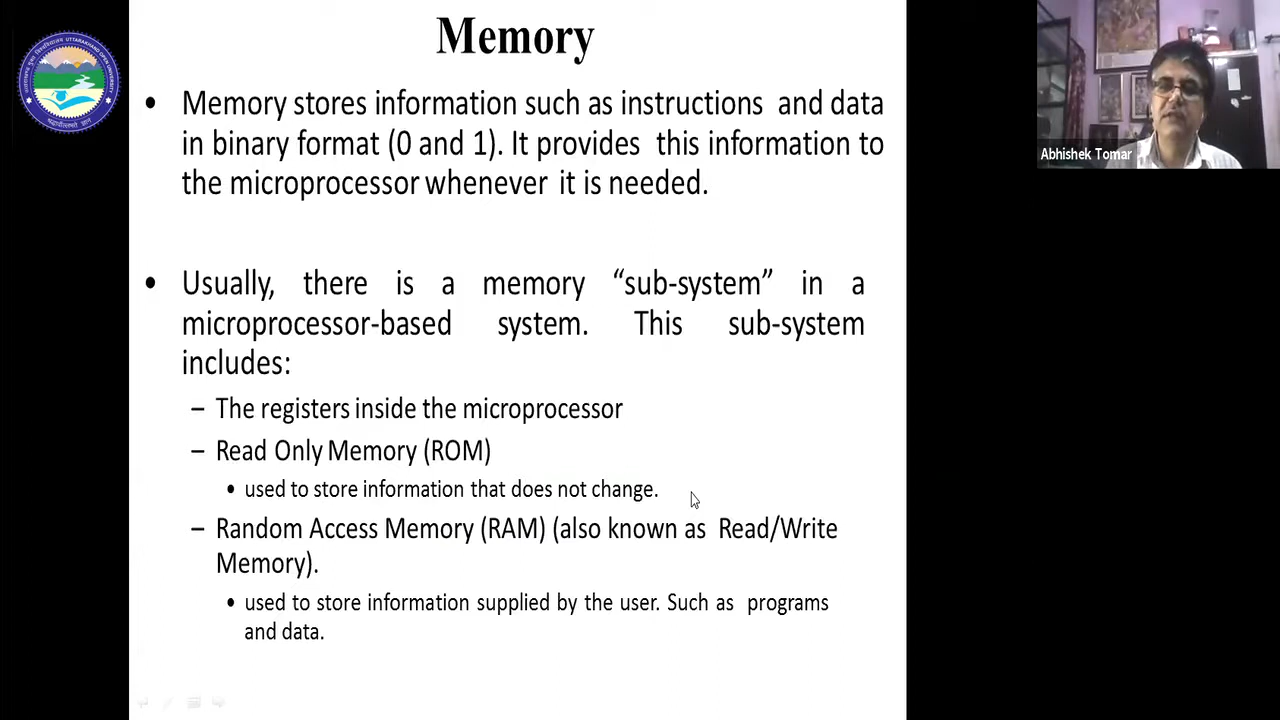 Memory
• Memory stores information such as instructions and data
in binary format (0 and 1). It provides this information to
the microprocessor whenever it is needed.
• Usually, there is a memory “sub-system” in a
microprocessor-based system. This sub-system
includes:
– The registers inside the microprocessor
– Read Only Memory (ROM)
• used to store information that does not change.
– Random Access Memory (RAM) (also known as Read/Write
Memory).
• used to store information supplied by the user. Such as programs
and data.
Abhishek Tomar
UTTARAKHAND OPEN UNIVERSITY